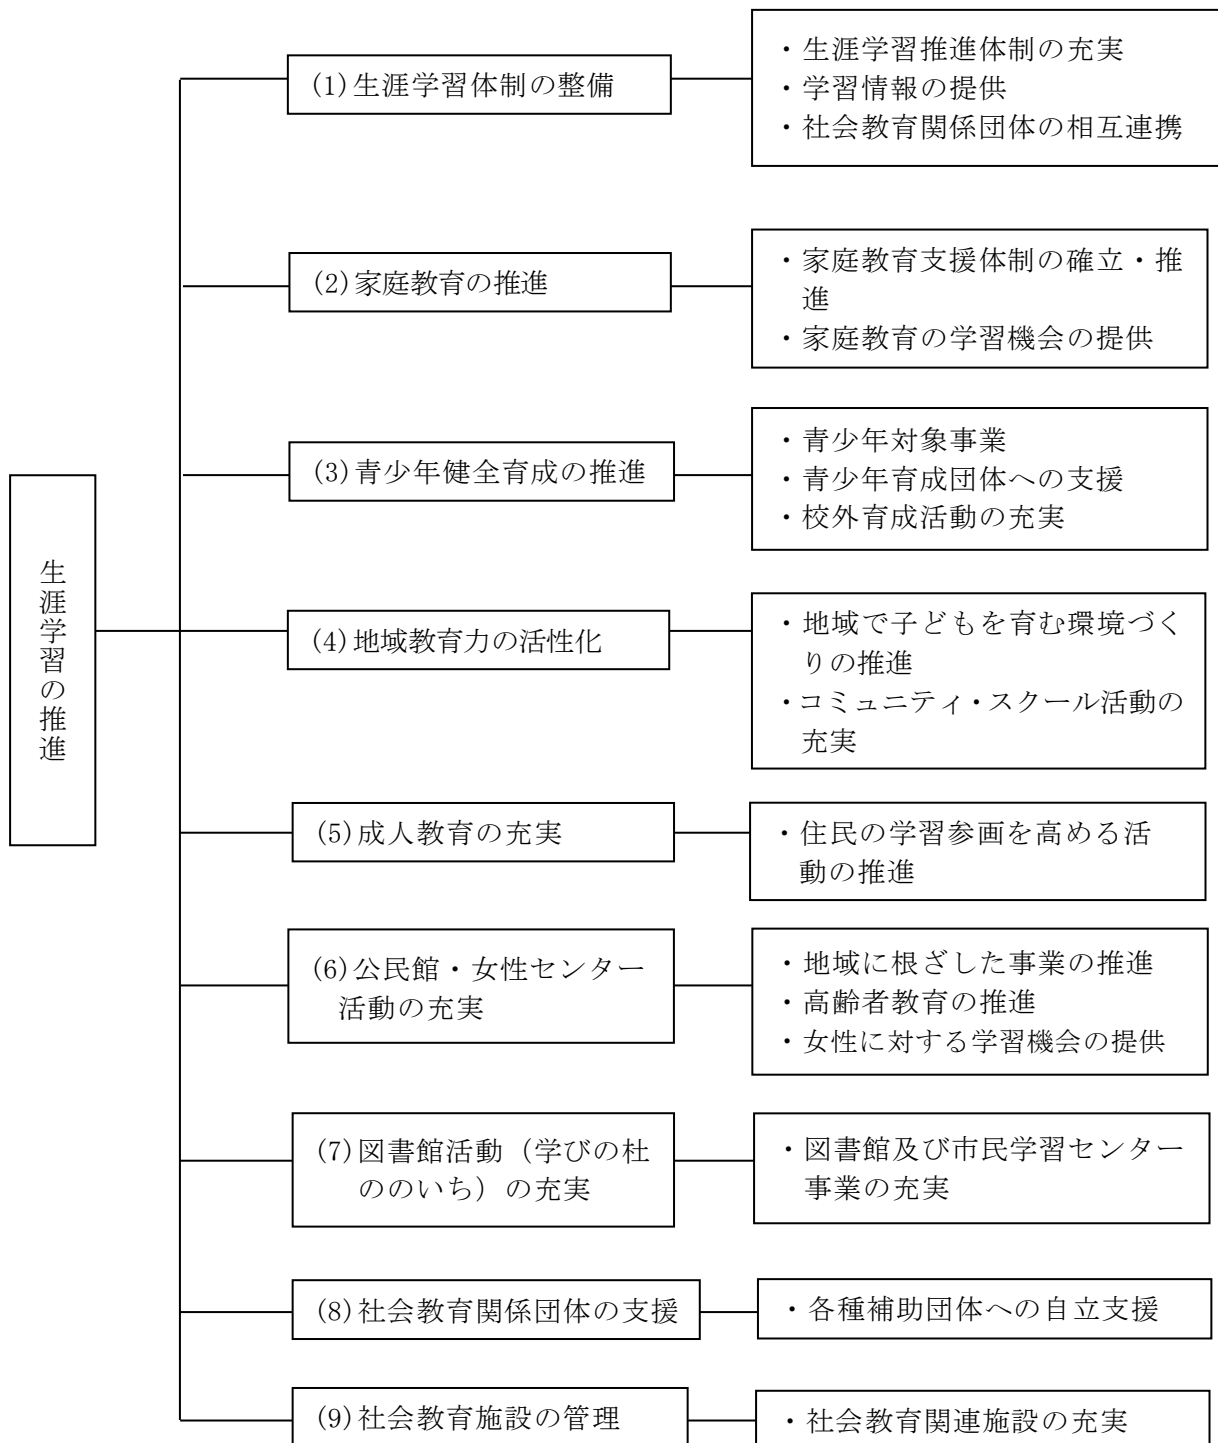 生涯学習の推進
(1)生涯学習体制の整備
・生涯学習推進体制の充実
・学習情報の提供
・社会教育関係団体の相互連携
(2)家庭教育の推進
・家庭教育支援体制の確立・推
進
・家庭教育の学習機会の提供
(3)青少年健全育成の推進
・青少年対象事業
・青少年育成団体への支援
・校外育成活動の充実
(4)地域教育力の活性化
・地域で子どもを育む環境づく
りの推進
・コミュニティ・スクール活動の
充実
(5)成人教育の充実
・住民の学習参画を高める活
動の推進
(6)公民館・女性センター
活動の充実
・地域に根ざした事業の推進
・高齢者教育の推進
・女性に対する学習機会の提供
(7)図書館活動（学びの杜
ののいち）の充実
・図書館及び市民学習センター
事業の充実
(8)社会教育関係団体の支援
・各種補助団体への自立支援
(9)社会教育施設の管理
・社会教育関連施設の充実